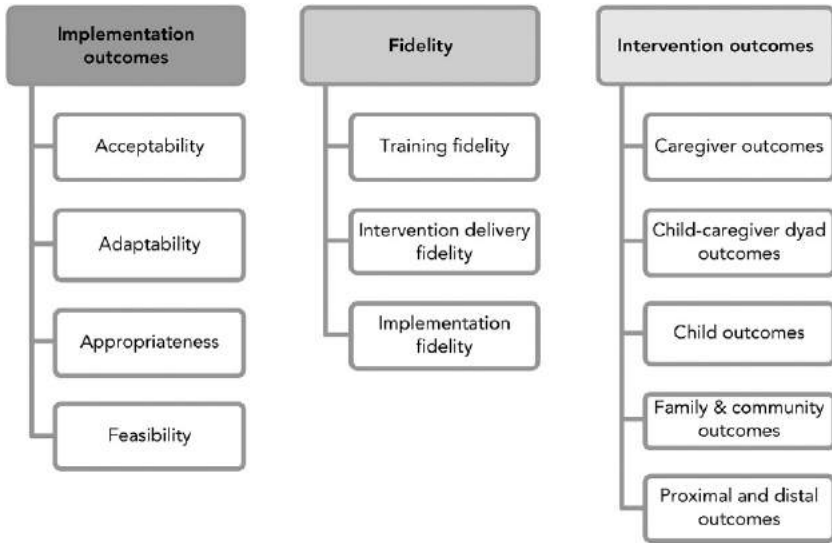 Implementation
outcomes
Acceptability
Adaptability
Appropriateness
Feasibility
Fidelity
Training fidelity
Intervention delivery
fidelity
Implementation
fidelity
Intervention outcomes
Caregiver outcomes
Child-caregiver dyad
outcomes
Child outcomes
Family & community
outcomes
Proximal and distal
outcomes